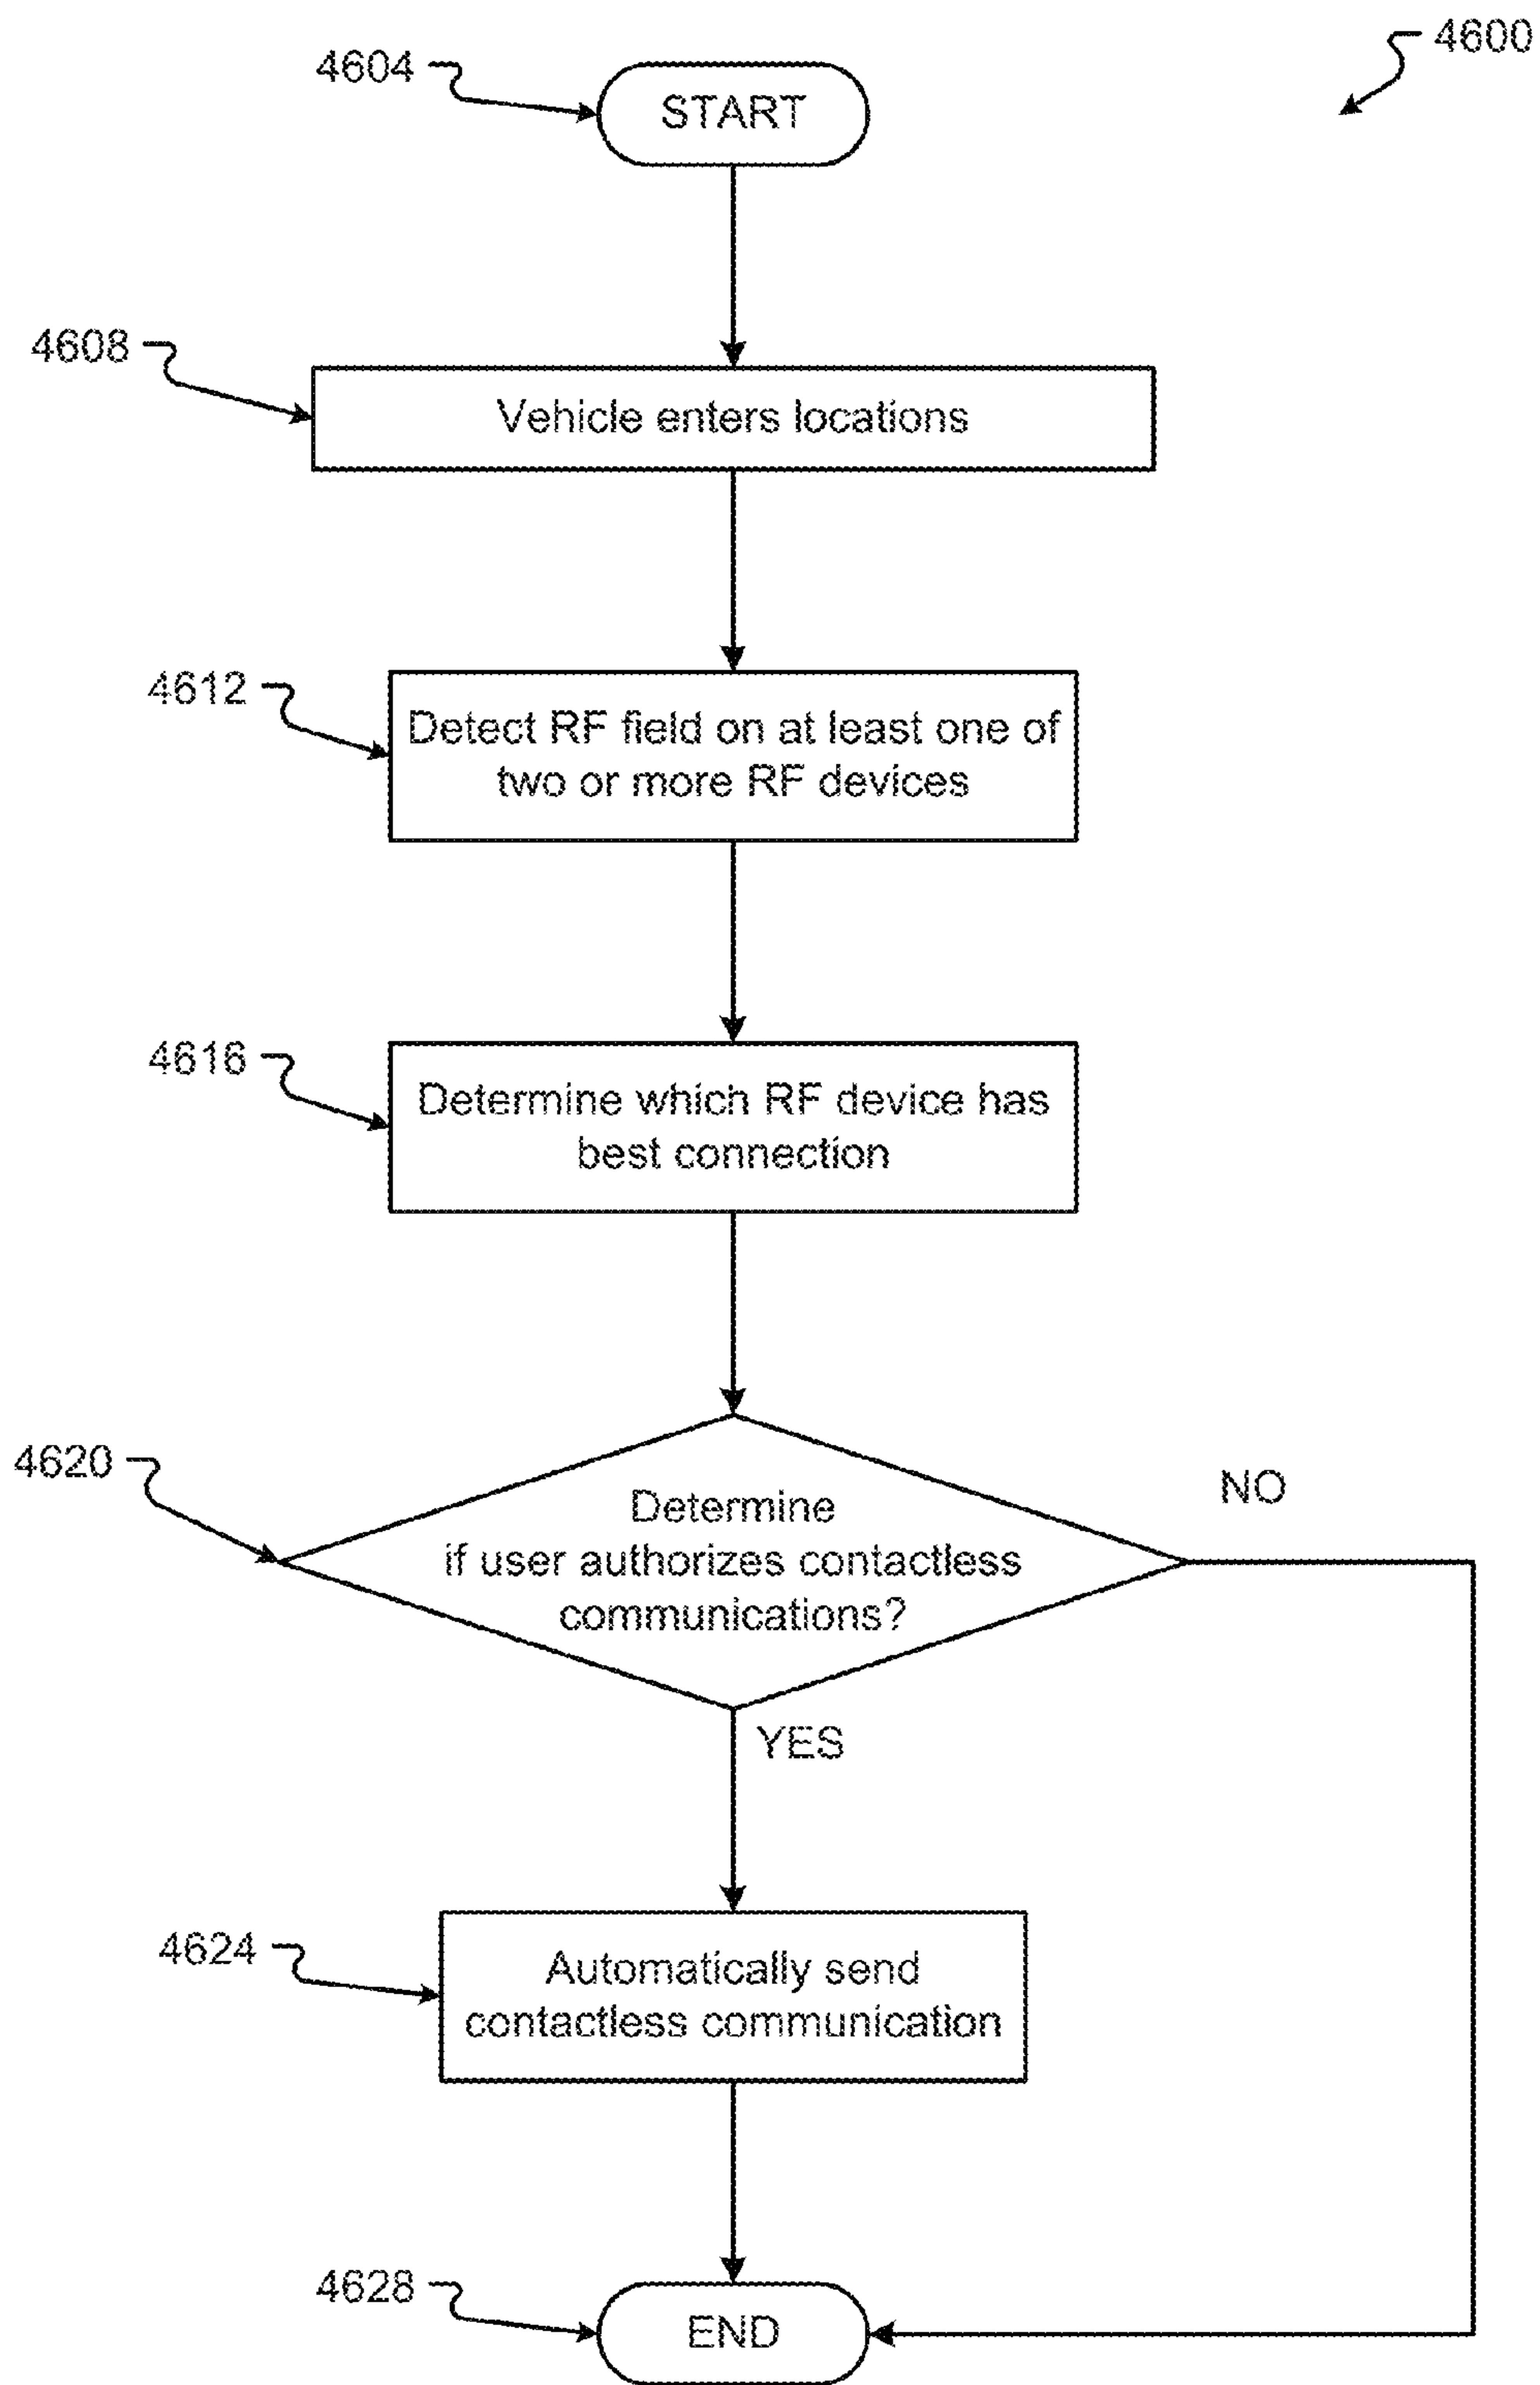 4600
4604
START
4608
Vehicle enters locations
4612
Detect RF field on at least one of
two or more RF devices
4616
Determine which RF device has
best connection
4620
NO
Determine
if user authorizes contactless
communications?
YES
4624
Automatically send
contactless communication
4628
END